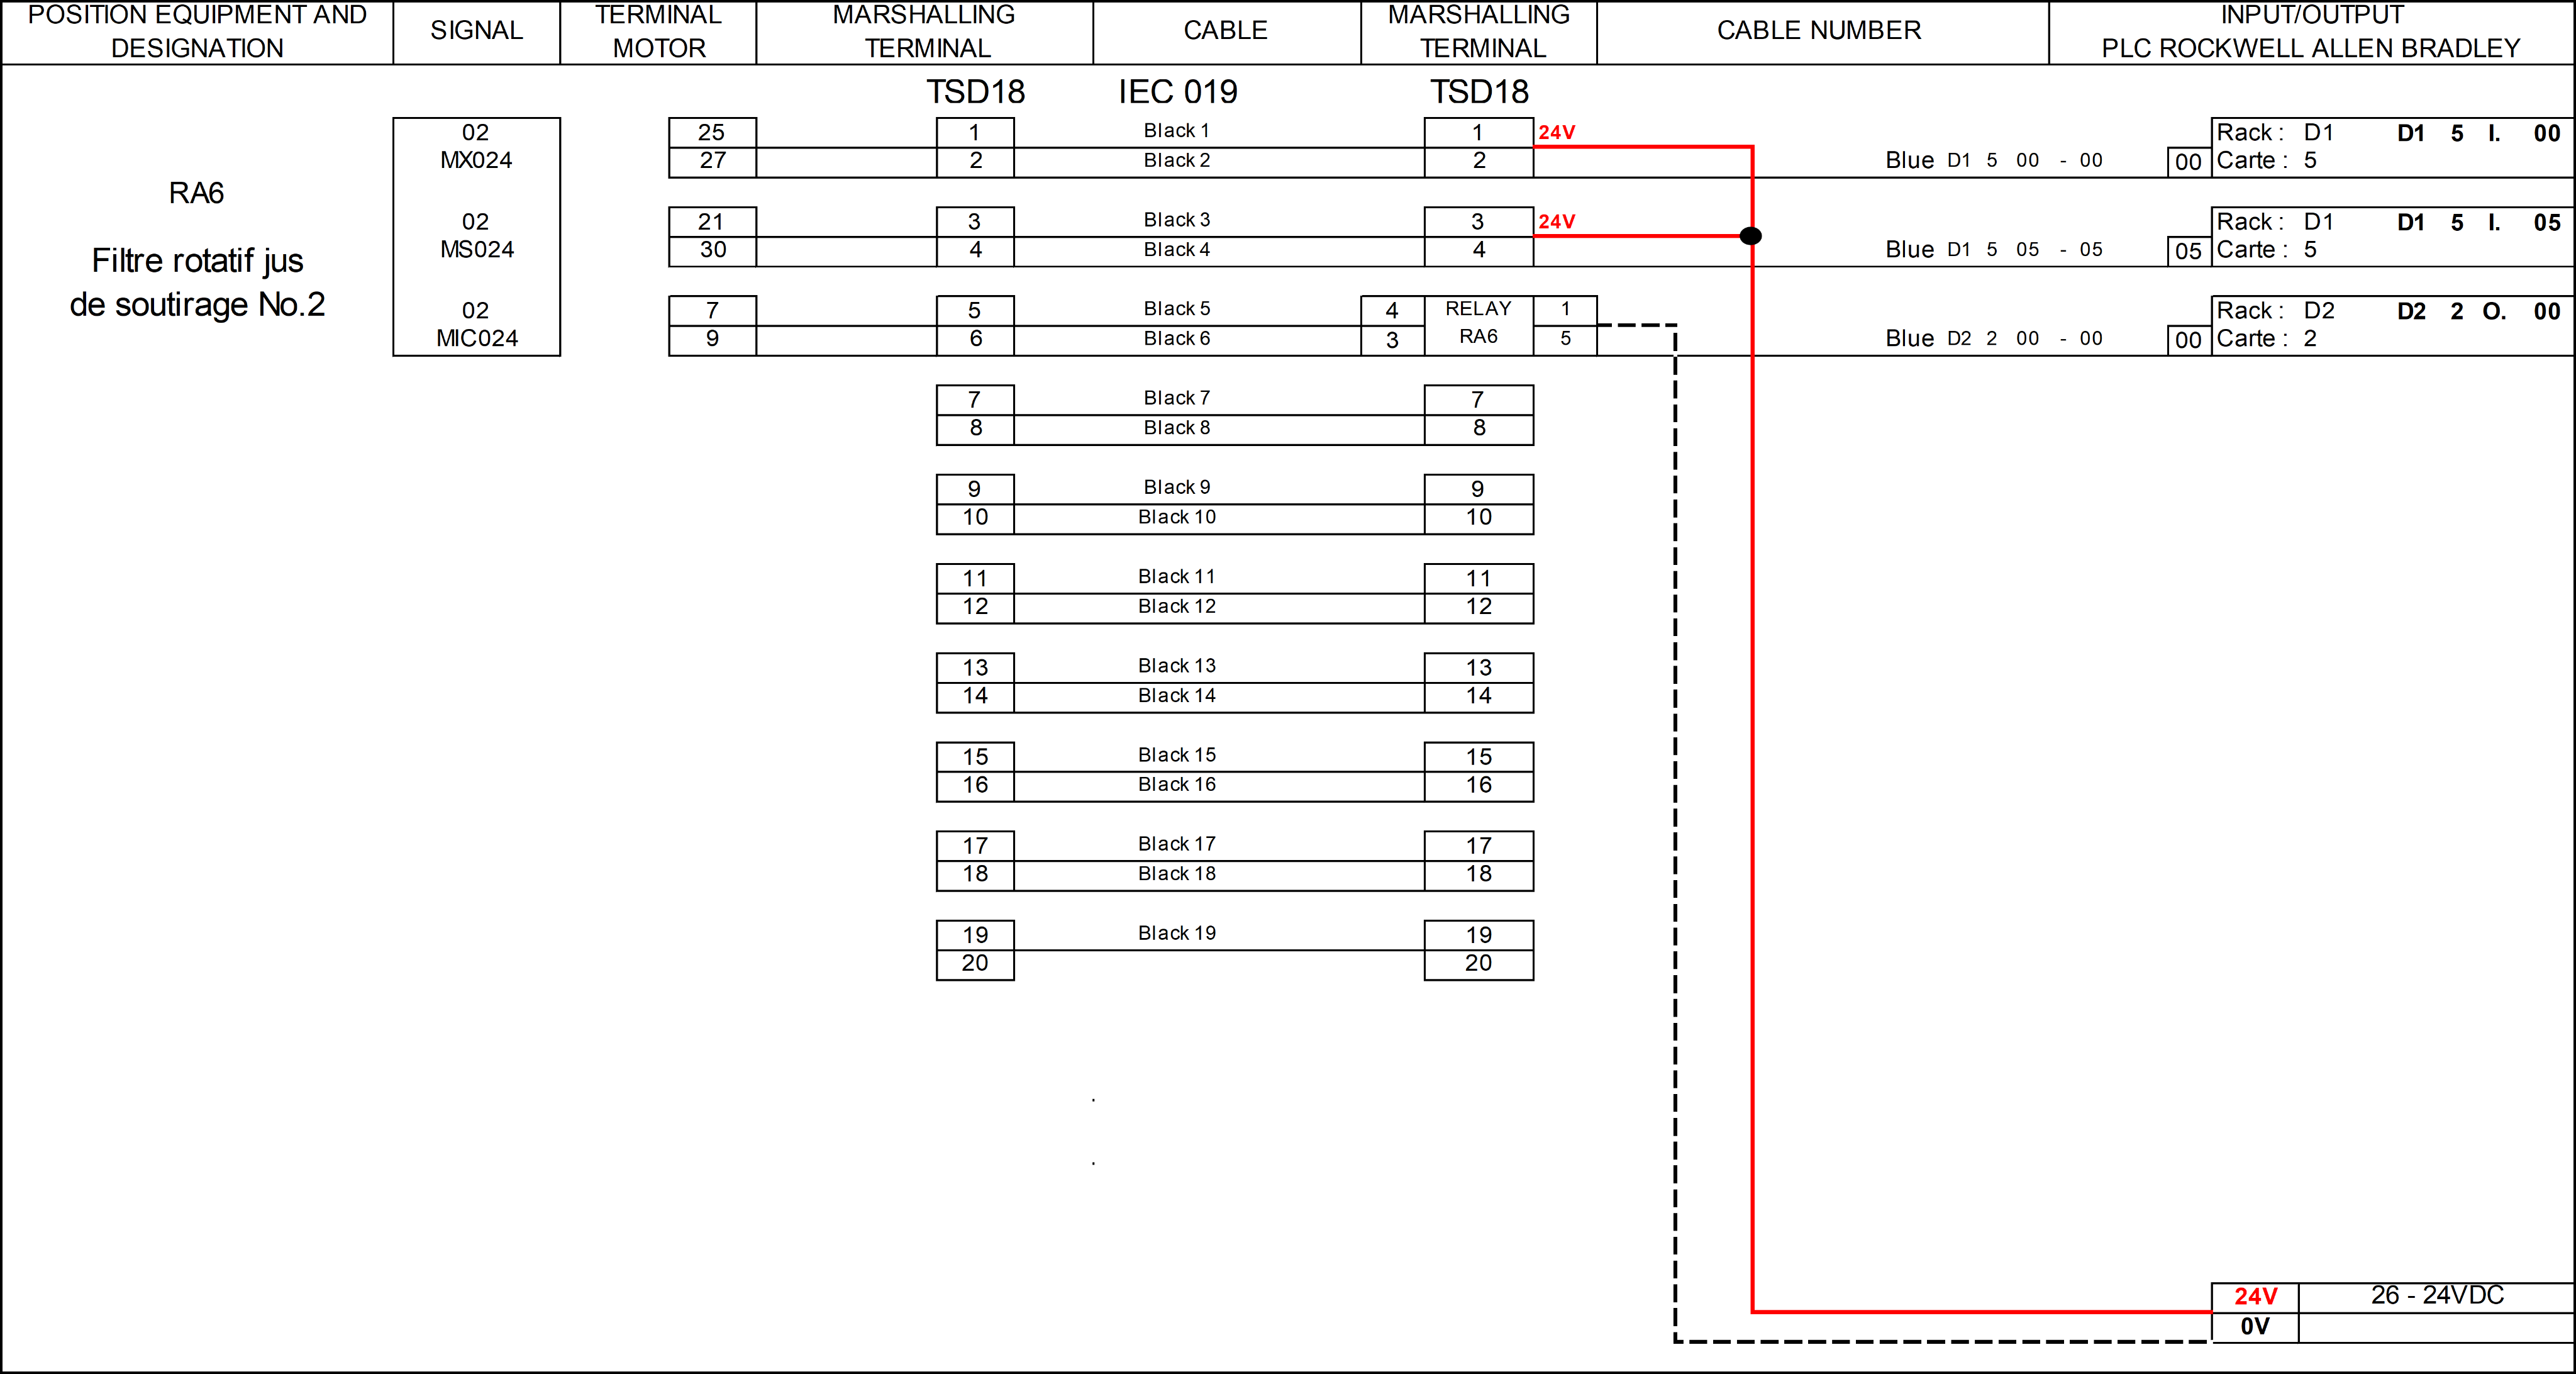 POSITION EQUIPMENT AND
DESIGNATION
SIGNAL
TERMINAL
MOTOR
MARSHALLING
TERMINAL
CABLE
MARSHALLING
TERMINAL
CABLE NUMBER
INPUT/OUTPUT
PLC ROCKWELL ALLEN BRADLEY
TSD18 IEC 019 TSD18
RA6
Filtre rotatif jus
de soutirage No.2
02 25 1 Black 1 1 24V Rack : D1 D1 5 I. 00
MX024 27 2 Black 2 2 Blue D1 5 00 - 00 00 Carte : 5
02 21 3 Black 3 3 24V Rack : D1 D1 5 I. 05
MS024 30 4 Black 4 4 Blue D1 5 05 - 05 05 Carte : 5
02 7 5 Black 5 4 RELAY 1 Rack : D2 D2 2 O. 00
MIC024 9 6 Black 6 3 RA6 5 Blue D2 2 00 - 00 00 Carte : 2
7 Black 7 7
8 Black 8 8
9 Black 9 9
10 Black 10 10
11 Black 11 11
12 Black 12 12
13 Black 13 13
14 Black 14 14
15 Black 15 15
16 Black 16 16
17 Black 17 17
18 Black 18 18
19 Black 19 19
20 20
24V 26 - 24VDC
0V